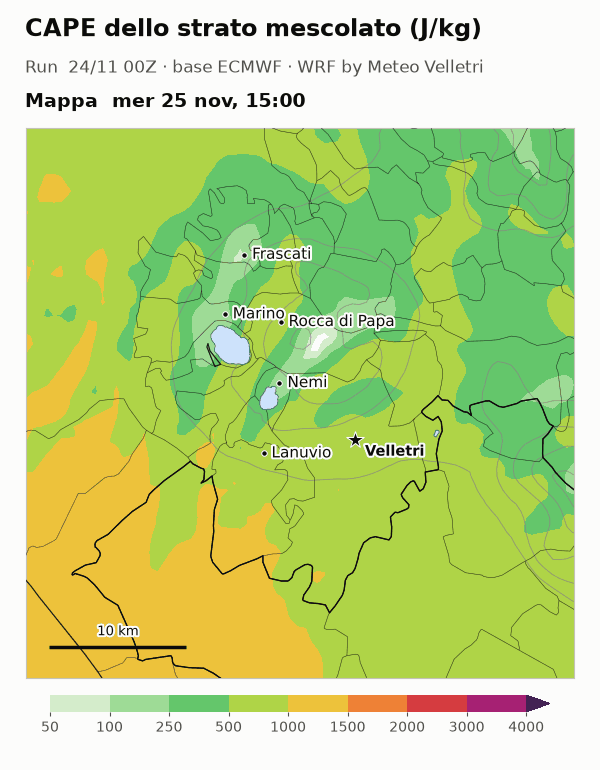 CAPE dello strato mescolato (J/kg)
Run  24/11 00Z · base ECMWF · WRF by Meteo Velletri
Mappa  mer 25 nov, 15:00
Frascati
Marino
Rocca di Papa
Nemi
Velletri
Lanuvio
10 km
50 100 250 500 1000 1500 2000 3000 4000